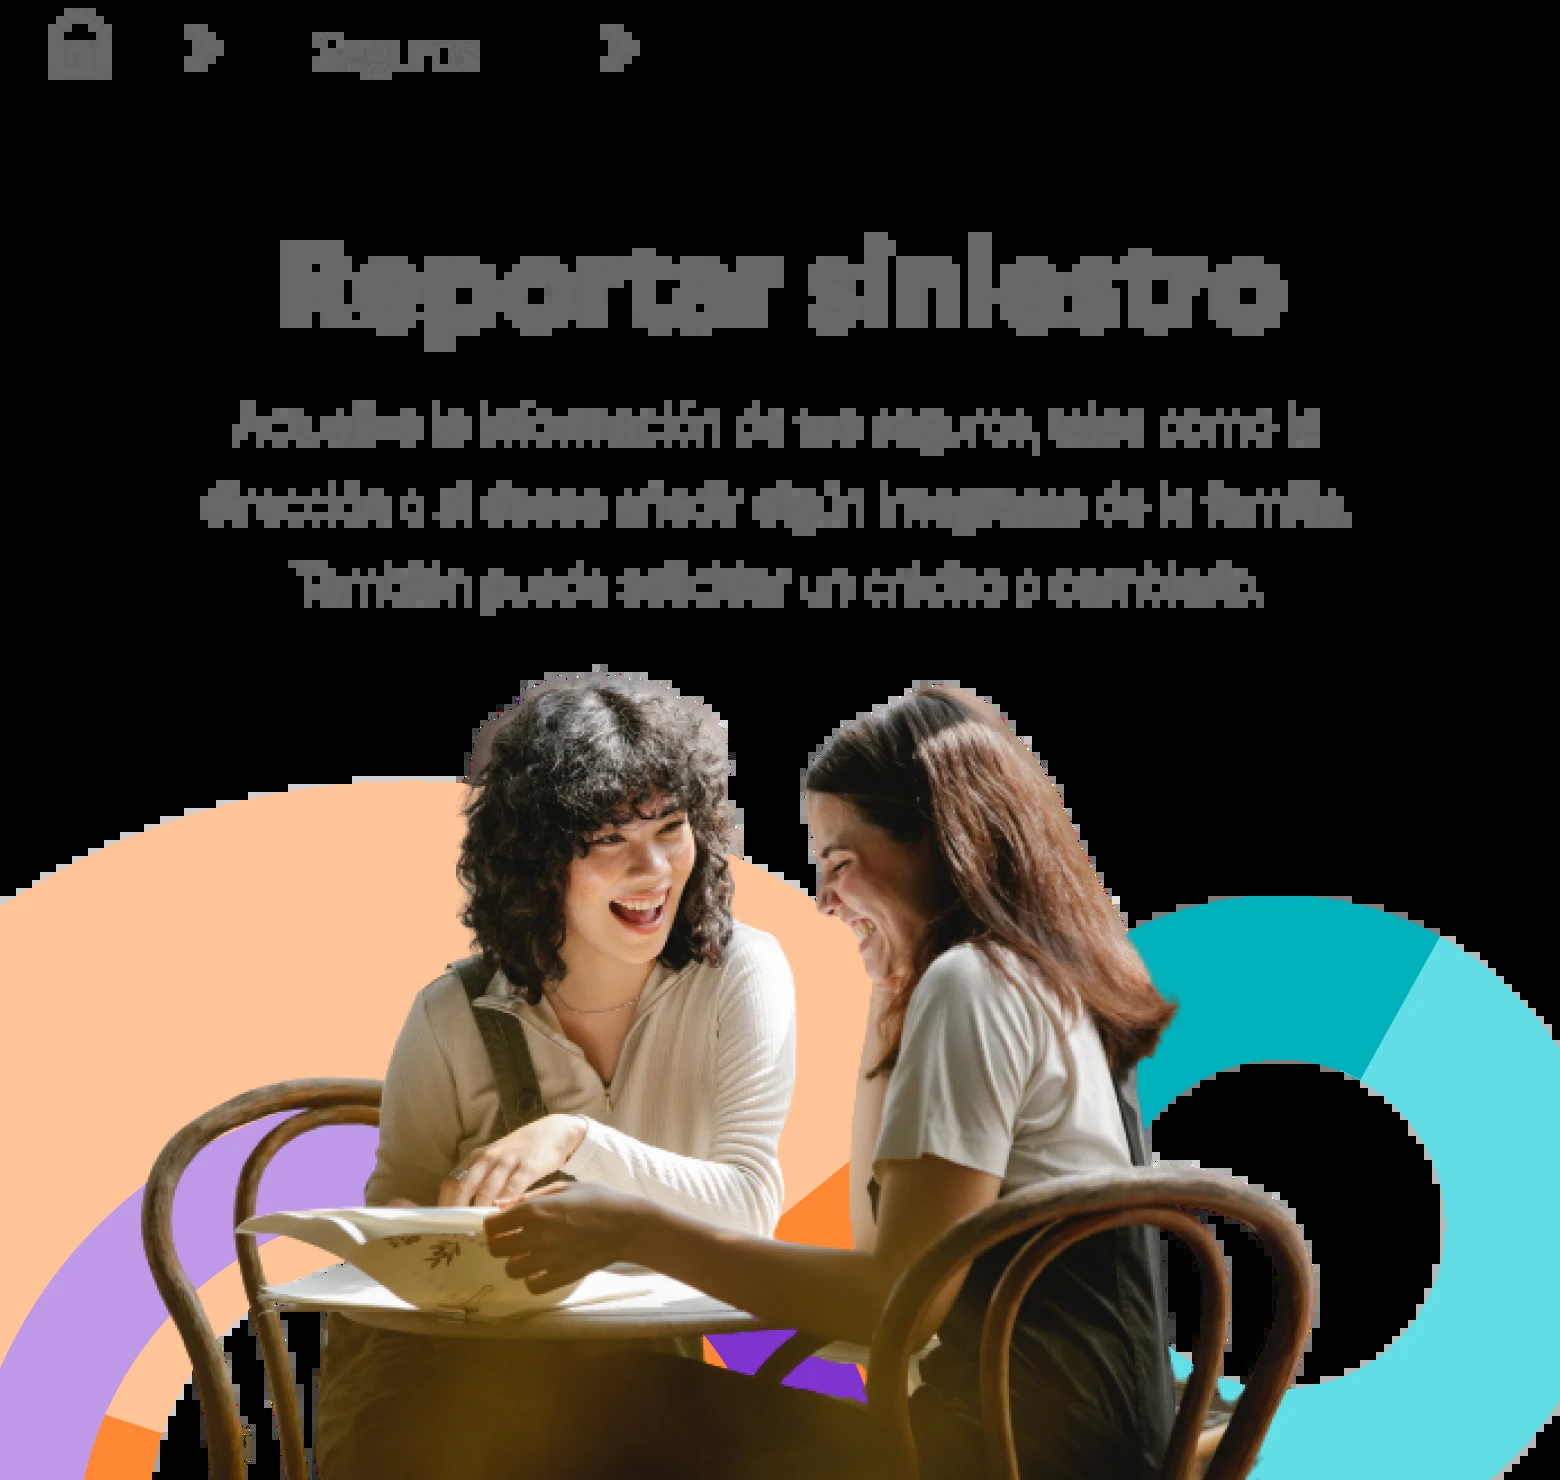 Seguros
Reportar siniestro
Actualice la información de tus seguros, tales como la
dirección o si desea añadir algún integrante de la familia.
También puede solicitar un crédito o cambiarlo.